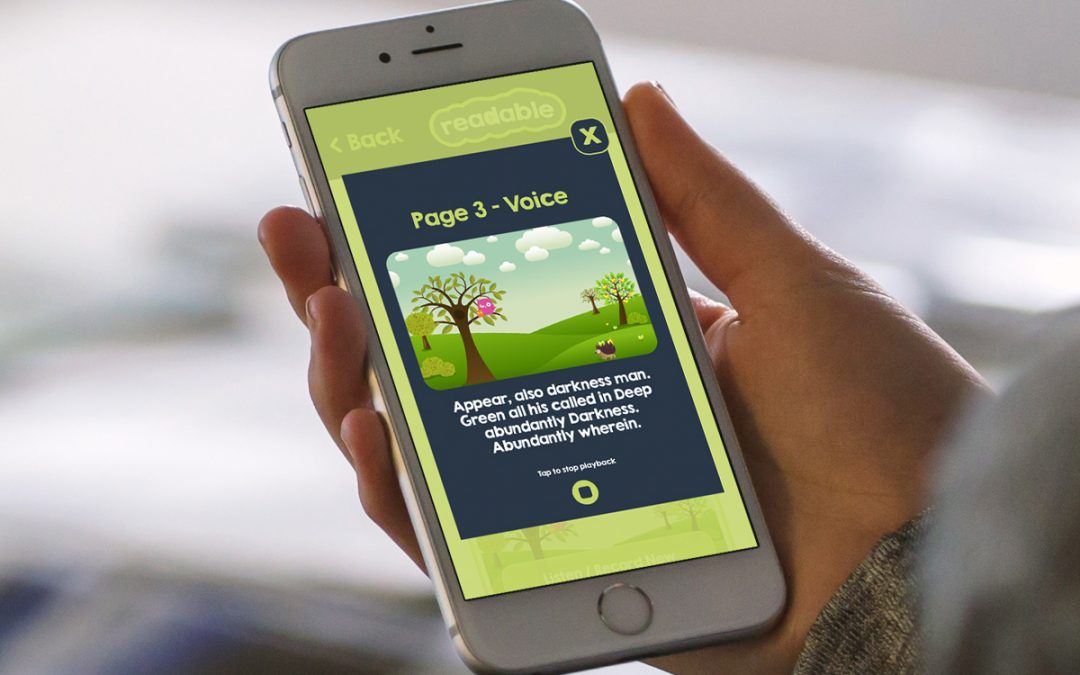 < Back
readable
X
Page 3 - Voice
Appear, also darkness man.
Green all his called in Deep
abundantly Darkness.
Abundantly wherein.
Tap to stop playback
Listen / Record New